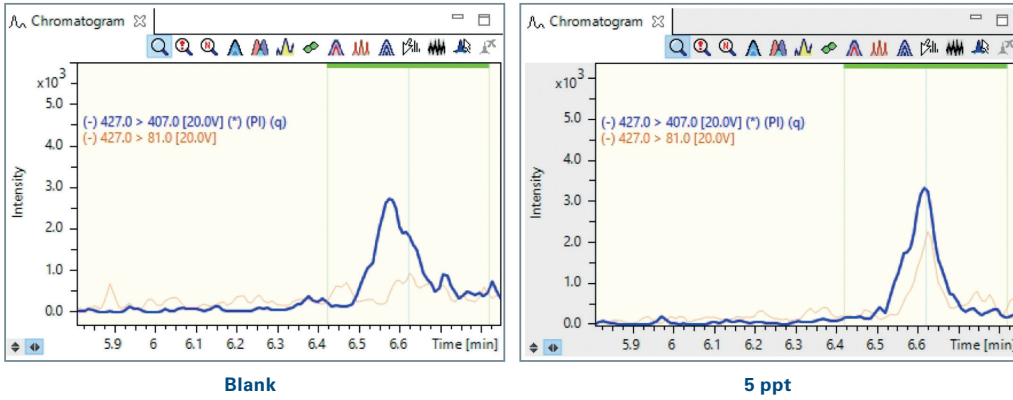 Chromatogram
x10³
5.0
4.0
3.0
2.0
1.0
0.0
Intensity
(-) 427.0 > 407.0 [20.0V] (*) (PI) (q)
(-) 427.0 > 81.0 [20.0V]
5.9 6 6.1 6.2 6.3 6.4 6.5 6.6 Time [min]
Blank
Chromatogram
x10³
5.0
4.0
3.0
2.0
1.0
0.0
Intensity
(-) 427.0 > 407.0 [20.0V] (*) (PI) (q)
(-) 427.0 > 81.0 [20.0V]
5.9 6 6.1 6.2 6.3 6.4 6.5 6.6 Time [min]
5 ppt